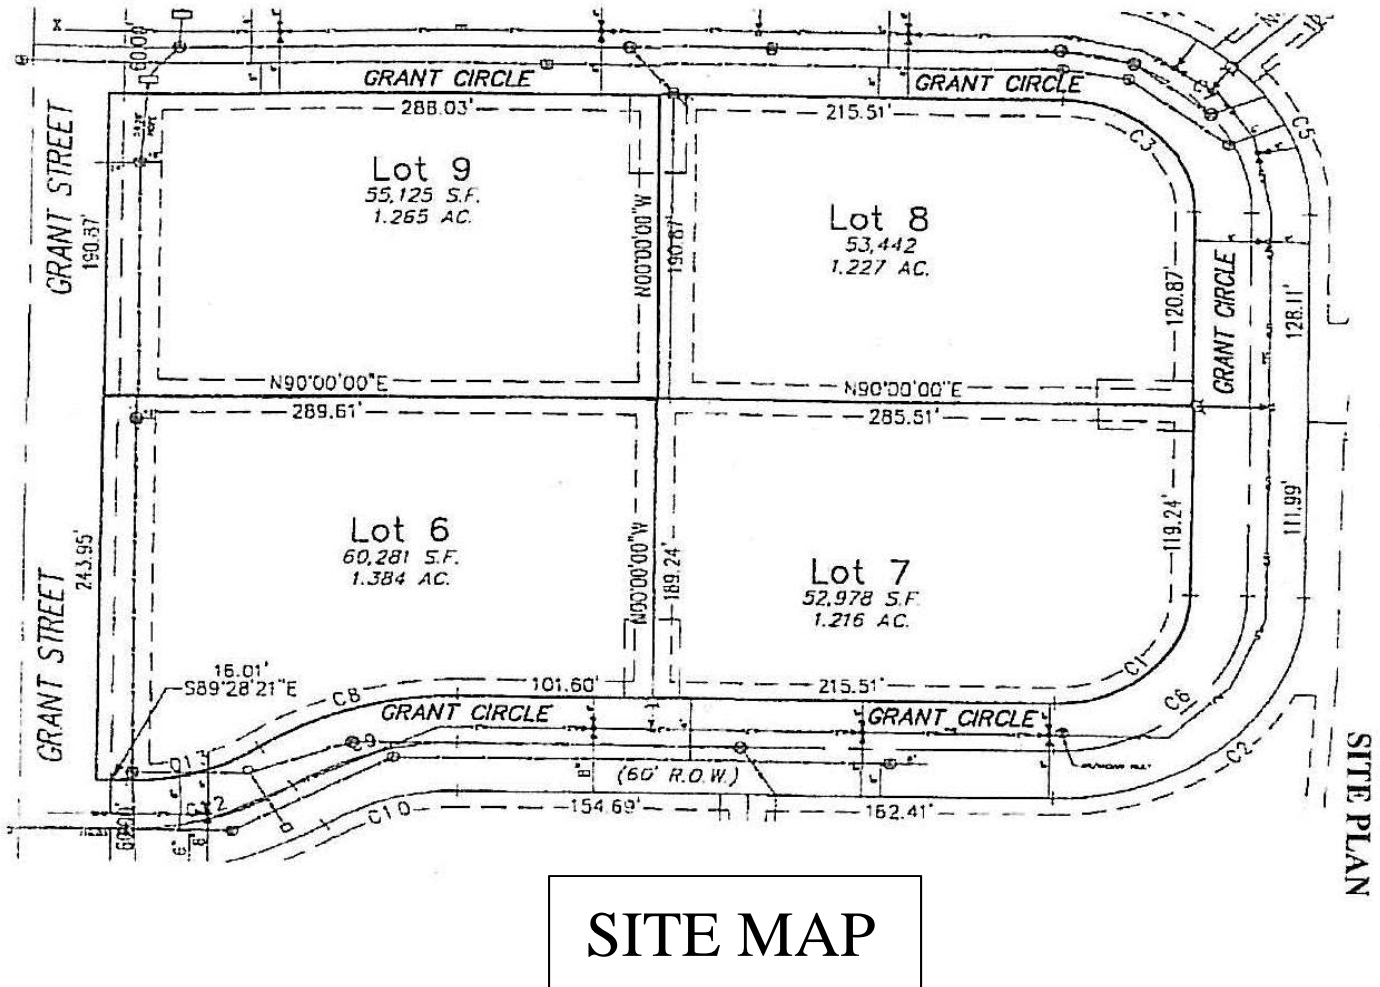 60.00'
GRANT CIRCLE
GRANT CIRCLE
288.03'
215.51'
C3
C5
GRANT STREET
190.87'
Lot 9
55,125 S.F.
1.265 AC.
N00'00'00"W
190.87'
Lot 8
53,442
1.227 AC.
120.87'
GRANT CIRCLE
128.11'
N90'00'00"E
N90'00'00"E
289.61'
285.51'
GRANT STREET
243.95'
Lot 6
60,281 S.F.
1.384 AC.
N00'00'00"W
189.24'
Lot 7
52,978 S.F.
1.216 AC.
119.24'
111.99'
16.01'
S89'28'21"E
C8
101.60'
215.51'
C1
C6
GRANT CIRCLE
GRANT CIRCLE
C9
C2
(60' R.O.W.)
C10
154.69'
162.41'
6"
8"
8"
SITE PLAN
SITE MAP